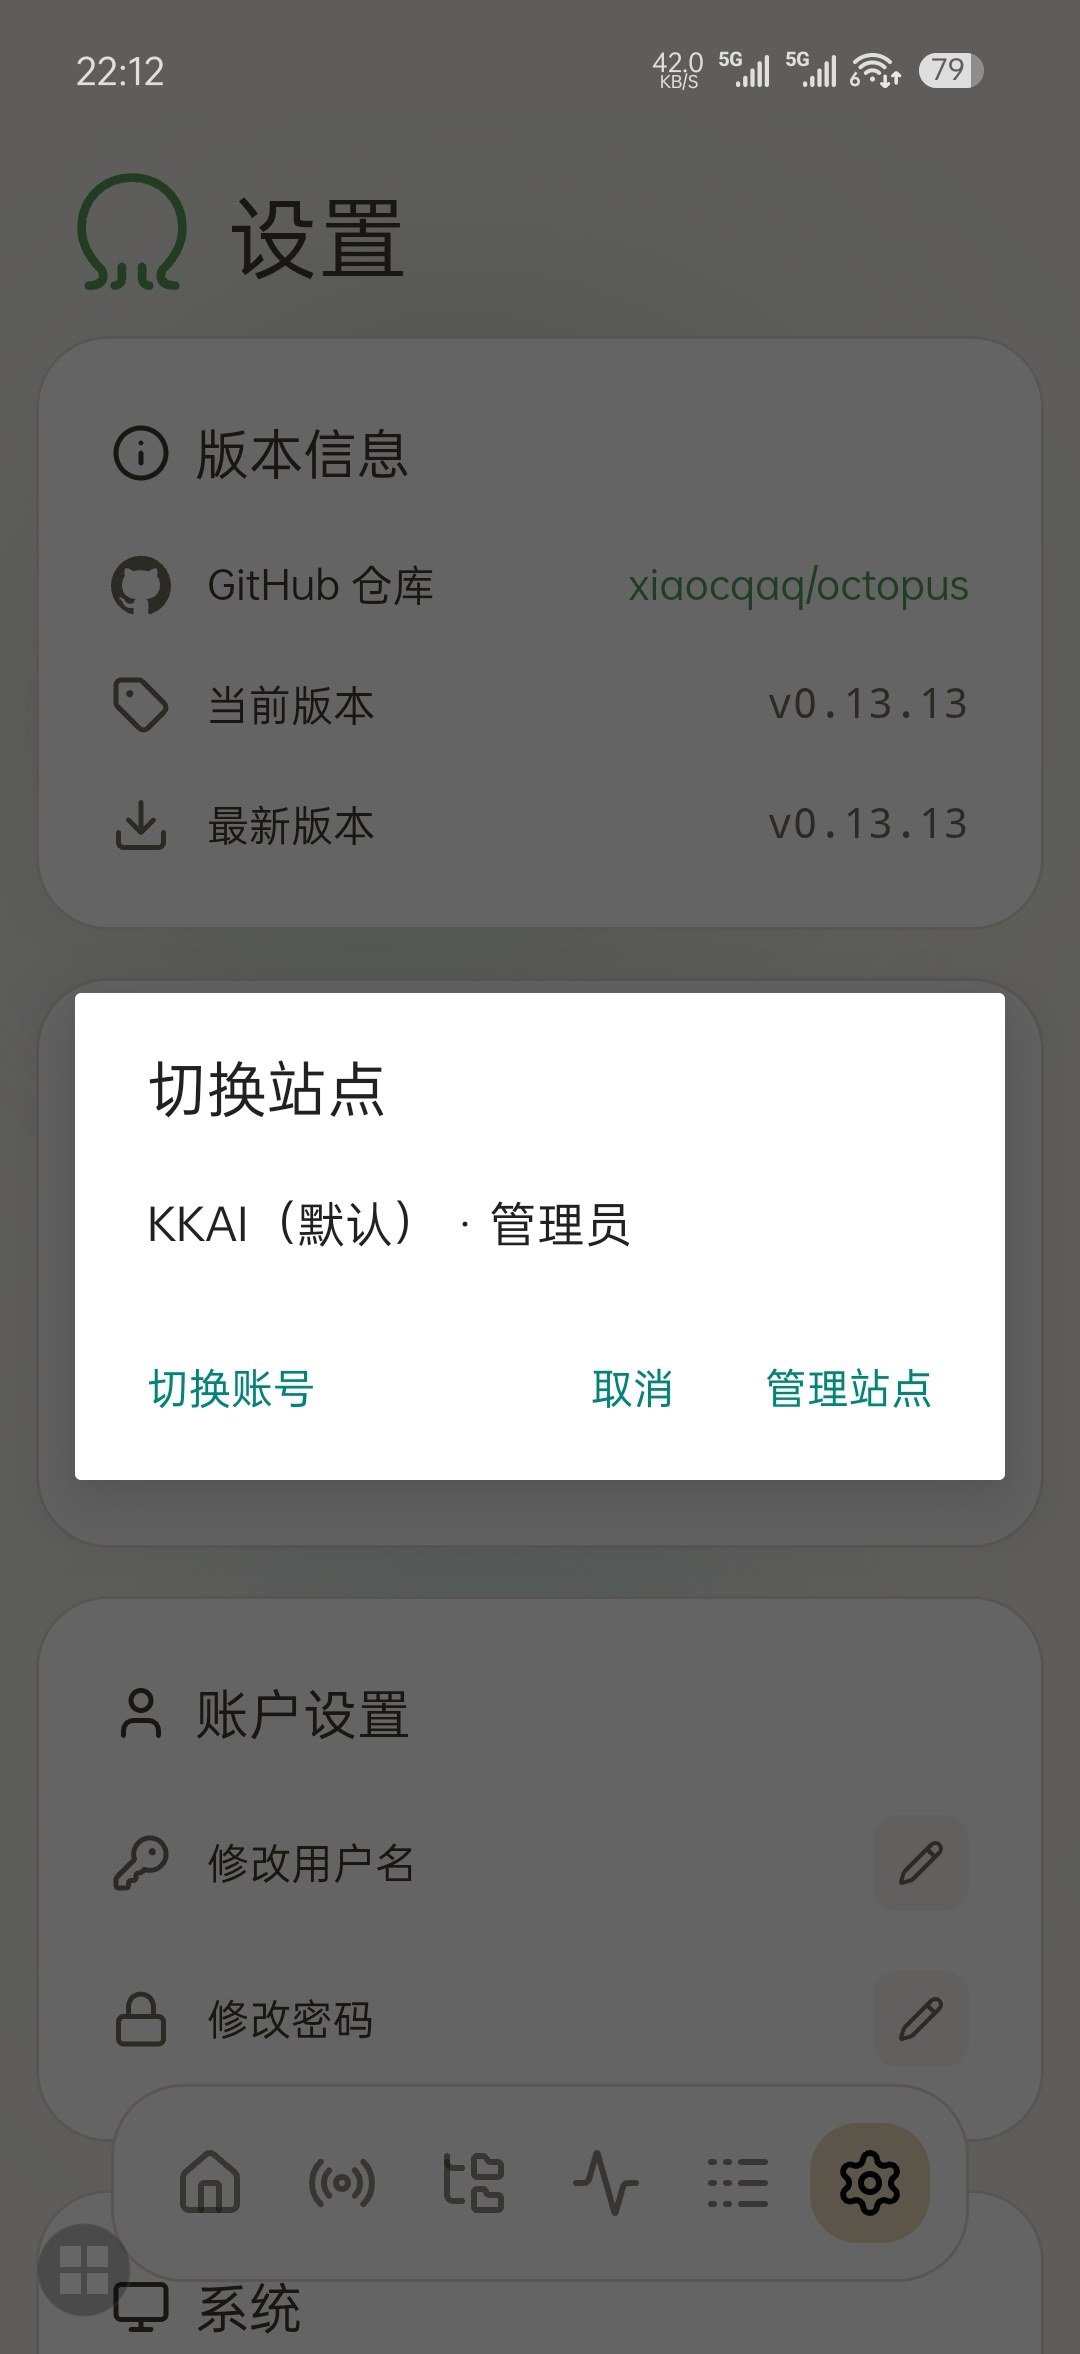 22:12
42.0
KB/S
5G
5G
6
79
设置
版本信息
GitHub 仓库
xiaocqaq/octopus
当前版本
v0.13.13
最新版本
v0.13.13
切换站点
KKAI（默认） · 管理员
切换账号
取消
管理站点
账户设置
修改用户名
修改密码
系统